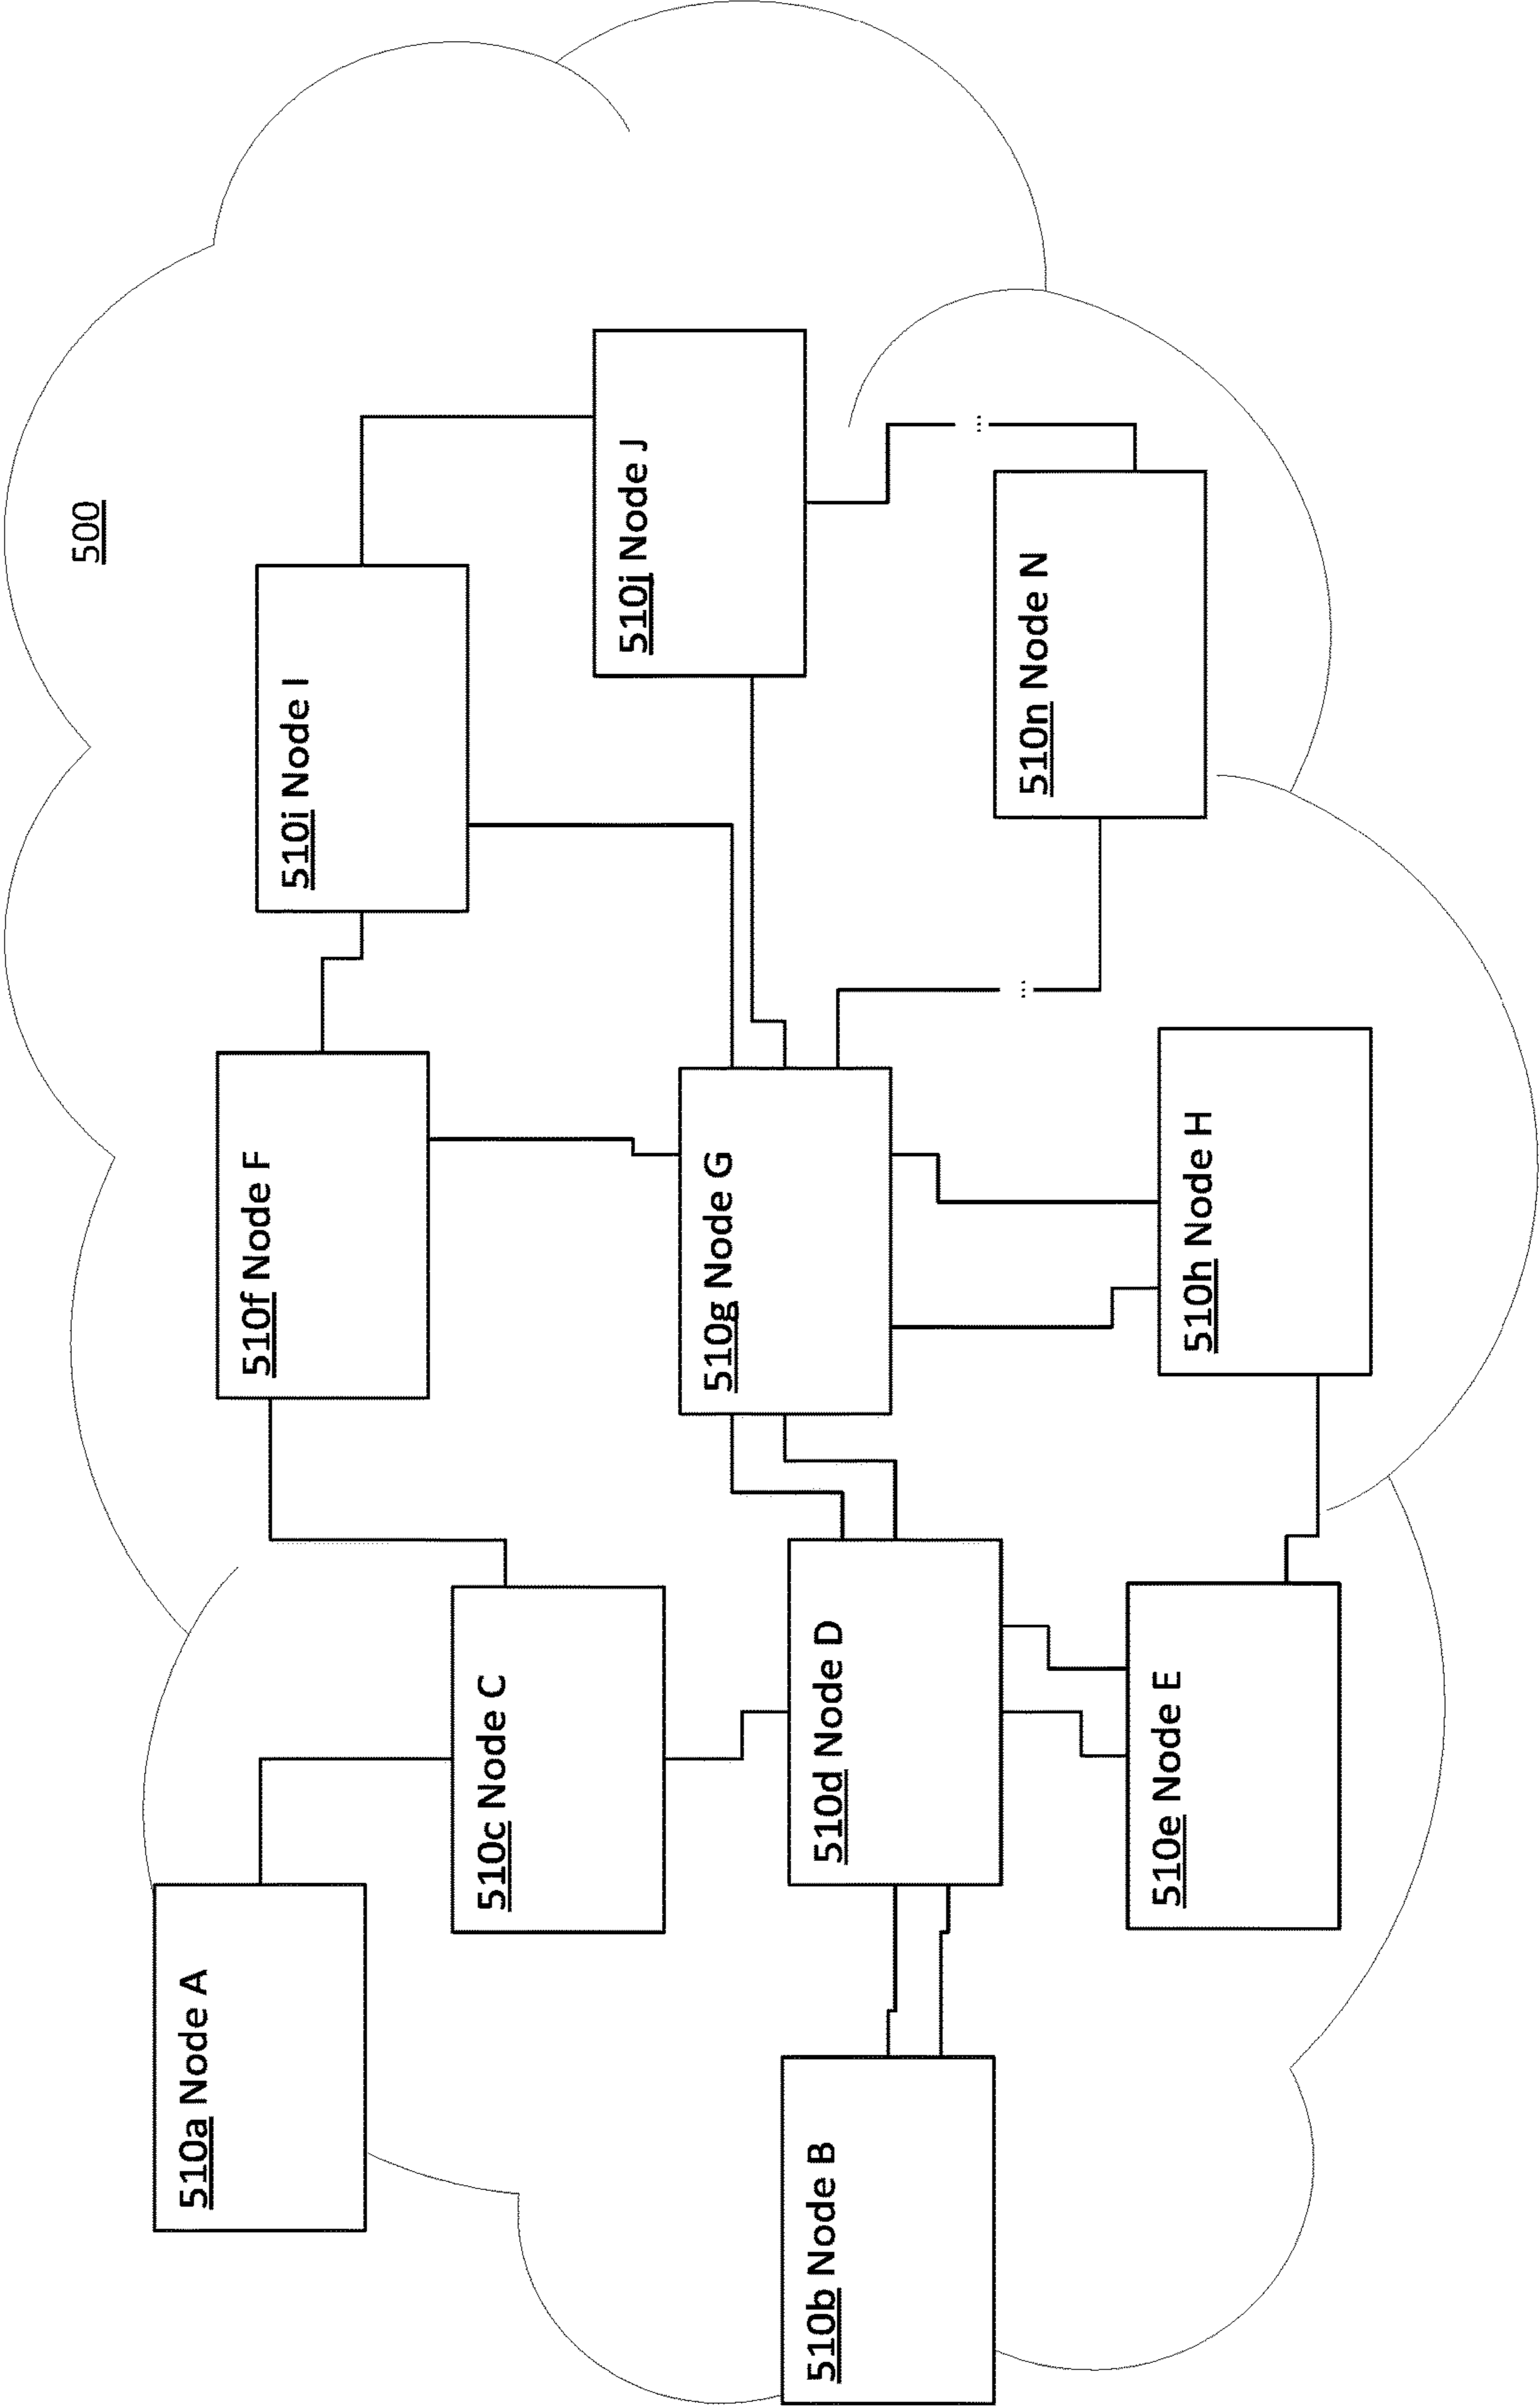 500
510a Node A
510b Node B
510c Node C
510d Node D
510e Node E
510f Node F
510g Node G
510h Node H
510i Node I
510j Node J
...
...
510n Node N